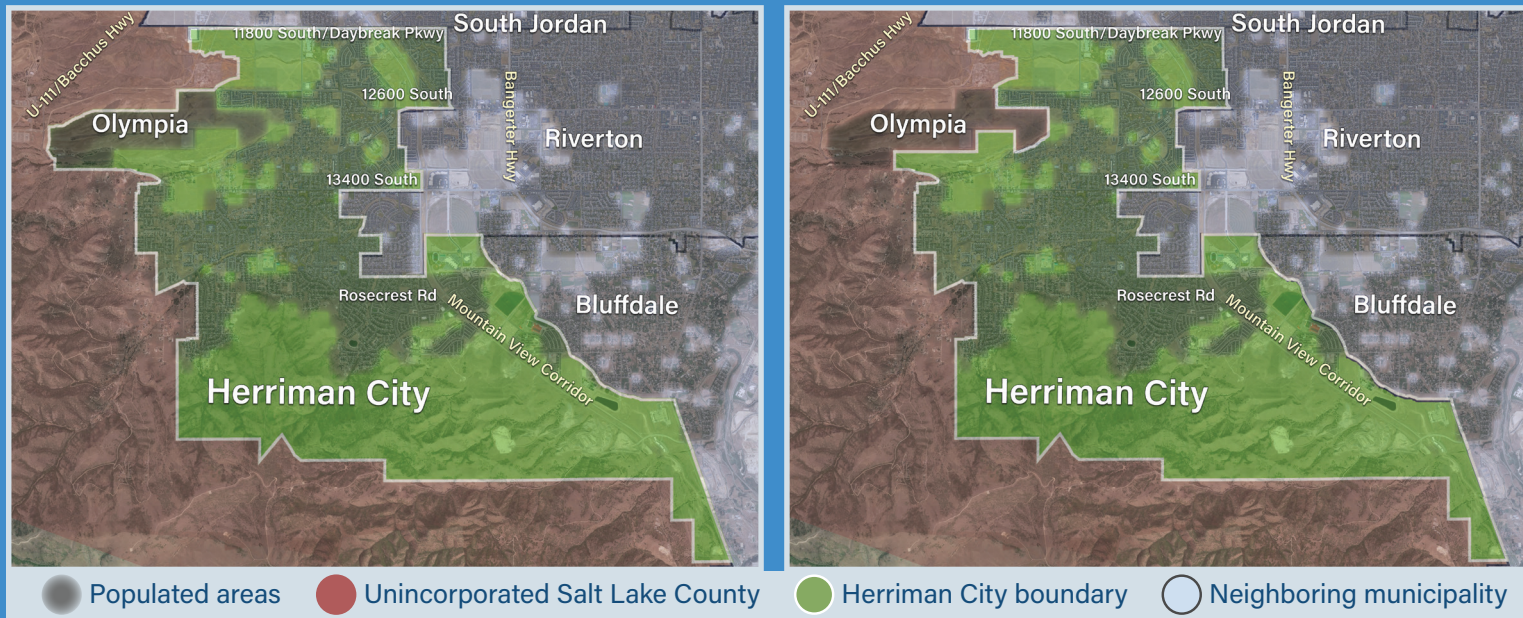 South Jordan
11800 South/Daybreak Pkwy
U-111/Bacchus Hwy
12600 South
Bangerter Hwy
Olympia
Riverton
13400 South
Rosecrest Rd
Mountain View Corridor
Bluffdale
Herriman City
South Jordan
11800 South/Daybreak Pkwy
U-111/Bacchus Hwy
12600 South
Bangerter Hwy
Olympia
Riverton
13400 South
Rosecrest Rd
Mountain View Corridor
Bluffdale
Herriman City
Populated areas
Unincorporated Salt Lake County
Herriman City boundary
Neighboring municipality